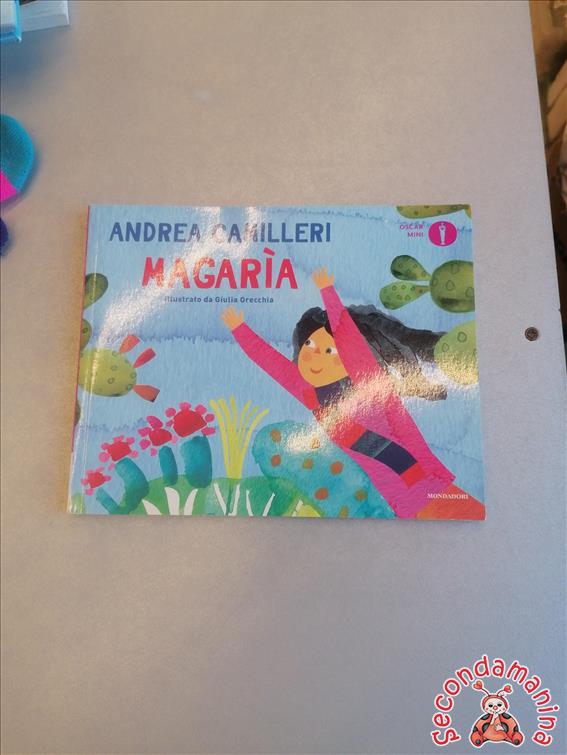 ANDREA CAMILLERI
OSCAR
MINI
MAGARÌA
illustrato da Giulia Orecchia
MONDADORI
Secondamanina